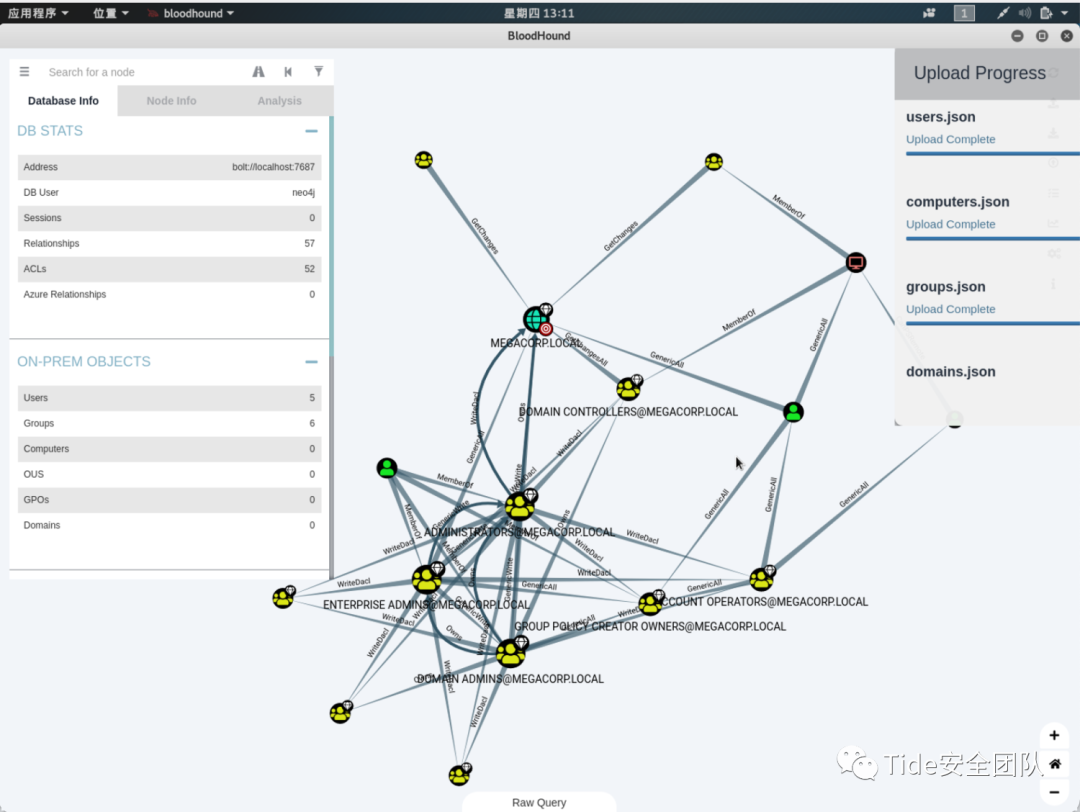 应用程序 位置 bloodhound 星期四 13:11 1
BloodHound
Search for a node
Database Info Node Info Analysis
DB STATS
Address bolt://localhost:7687
DB User neo4j
Sessions 0
Relationships 57
ACLs 52
Azure Relationships 0
ON-PREM OBJECTS
Users 5
Groups 6
Computers 0
OUS 0
GPOs 0
Domains 0
Upload Progress
users.json
Upload Complete
computers.json
Upload Complete
groups.json
Upload Complete
domains.json
GetChanges
GetChanges
MemberOf
MemberOf
GenericAll
GenericAll
MEGACORP.LOCAL
DOMAIN CONTROLLERS@MEGACORP.LOCAL
WriteDacl
GenericAll
Owns
WriteDacl
MemberOf
MemberOf
GenericAll
GenericAll
GenericAll
ADMINISTRATORS@MEGACORP.LOCAL
WriteDacl
WriteDacl
WriteDacl
Owns
WriteDacl
WriteDacl
GenericAll
GenericAll
ENTERPRISE ADMINS@MEGACORP.LOCAL
CCOUNT OPERATORS@MEGACORP.LOCAL
WriteDacl
GROUP POLICY CREATOR OWNERS@MEGACORP.LOCAL
WriteDacl
Owns
DOMAIN ADMINS@MEGACORP.LOCAL
WriteDacl
WriteDacl
Tide安全团队
Raw Query